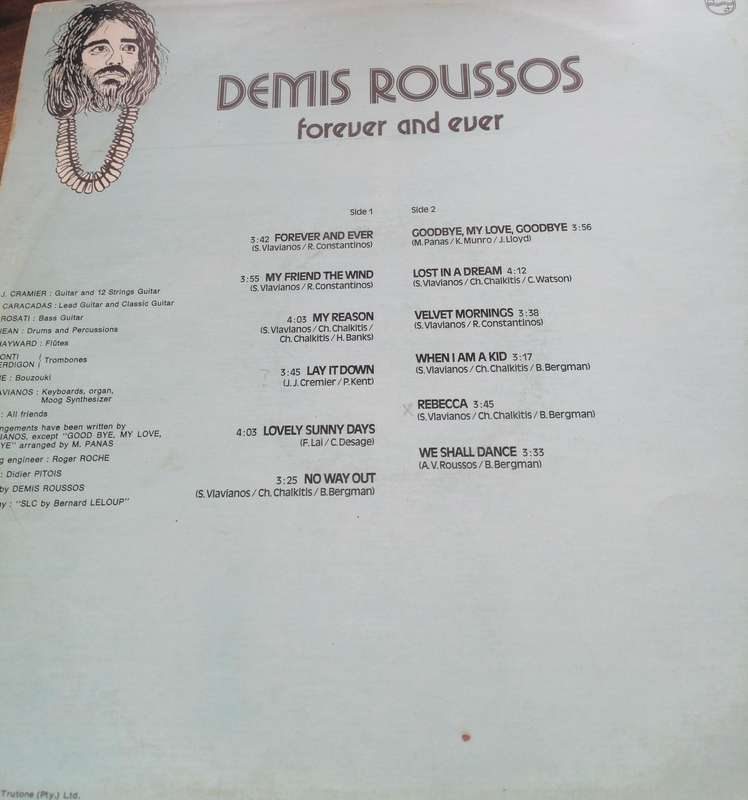 DEMIS ROUSSOS
forever and ever
Side 1
3:42 FOREVER AND EVER
(S. Vlavianos / R. Constantinos)
3:55 MY FRIEND THE WIND
(S. Vlavianos / R. Constantinos)
4:03 MY REASON
(S. Vlavianos / Ch. Chalkitis /
Ch. Chalkitis / H. Banks)
3:45 LAY IT DOWN
(J. J. Cremier / P. Kent)
4:03 LOVELY SUNNY DAYS
(F. Lai / C. Desage)
3:25 NO WAY OUT
(S. Vlavianos / Ch. Chalkitis / B. Bergman)
Side 2
GOODBYE, MY LOVE, GOODBYE 3:56
(M. Panas / K. Munro / J. Lloyd)
LOST IN A DREAM 4:12
(S. Vlavianos / Ch. Chalkitis / C. Watson)
VELVET MORNINGS 3:38
(S. Vlavianos / R. Constantinos)
WHEN I AM A KID 3:17
(S. Vlavianos / Ch. Chalkitis / B. Bergman)
REBECCA 3:45
(S. Vlavianos / Ch. Chalkitis / B. Bergman)
WE SHALL DANCE 3:33
(A. V. Roussos / B. Bergman)
J. CRAMIER : Guitar and 12 Strings Guitar
CARACADAS : Lead Guitar and Classic Guitar
ROSATI : Bass Guitar
: Drums and Percussions
HAYWARD : Flûtes
Trombones
: Bouzouki
: Keyboards, organ,
Moog Synthesizer
: All friends
have been written by
except "GOOD BYE, MY LOVE,
arranged by M. PANAS
engineer : Roger ROCHE
: Didier PITOIS
by DEMIS ROUSSOS
: "SLC by Bernard LELOUP"
Trutone (Pty.) Ltd.